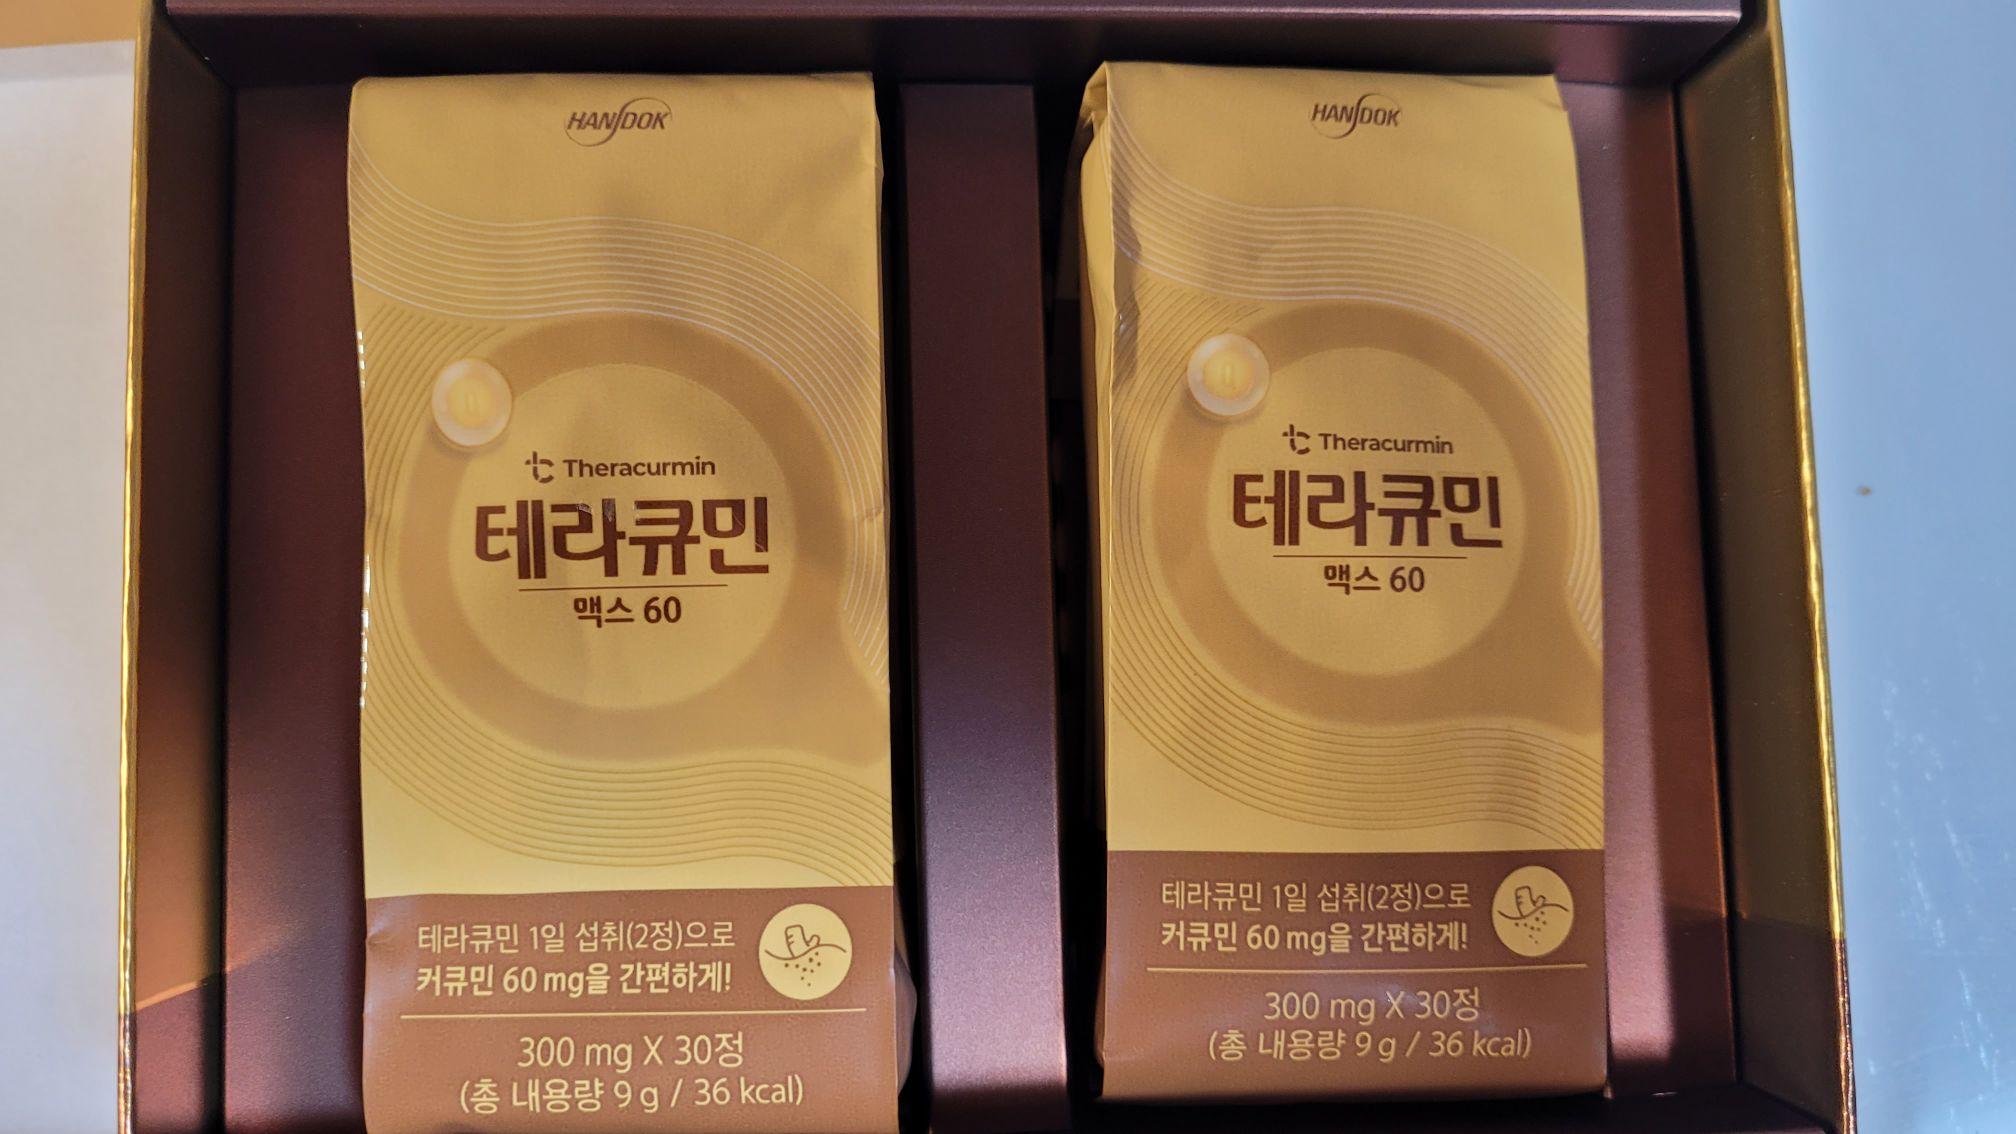 HANDOK
Theracurmin
테라큐민
맥스 60
테라큐민 1일 섭취(2정)으로
커큐민 60 mg을 간편하게!
300 mg X 30정
(총 내용량 9 g / 36 kcal)
HANDOK
Theracurmin
테라큐민
맥스 60
테라큐민 1일 섭취(2정)으로
커큐민 60 mg을 간편하게!
300 mg X 30정
(총 내용량 9 g / 36 kcal)